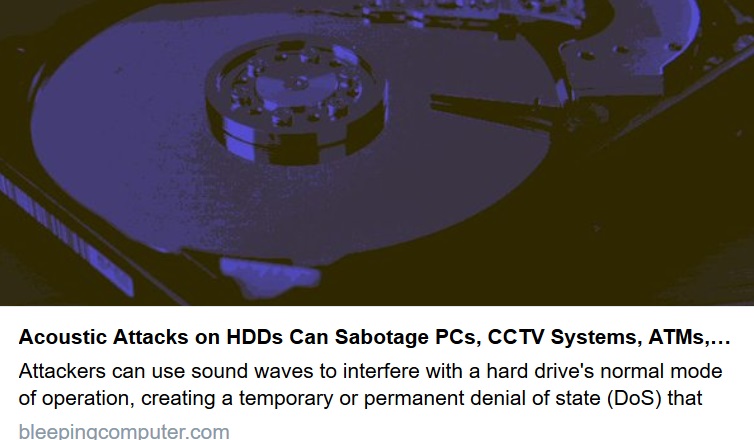 Acoustic Attacks on HDDs Can Sabotage PCs, CCTV Systems, ATMs,...
Attackers can use sound waves to interfere with a hard drive's normal mode
of operation, creating a temporary or permanent denial of state (DoS) that
bleepingcomputer.com